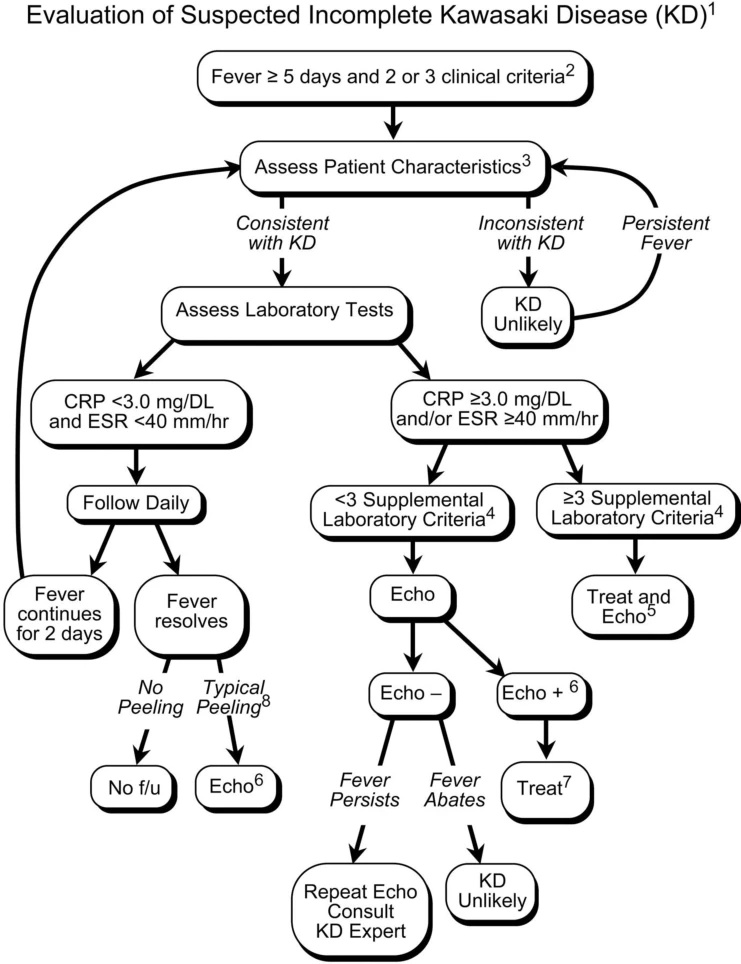 Evaluation of Suspected Incomplete Kawasaki Disease (KD)1
Fever ≥ 5 days and 2 or 3 clinical criteria2
Assess Patient Characteristics3
Consistent
with KD
Inconsistent
with KD
Persistent
Fever
Assess Laboratory Tests
KD
Unlikely
CRP <3.0 mg/DL
and ESR <40 mm/hr
CRP ≥3.0 mg/DL
and/or ESR ≥40 mm/hr
Follow Daily
<3 Supplemental
Laboratory Criteria4
≥3 Supplemental
Laboratory Criteria4
Fever
continues
for 2 days
Fever
resolves
Echo
Treat and
Echo5
No
Peeling
Typical
Peeling8
Echo –
Echo + 6
No f/u
Echo6
Fever
Persists
Fever
Abates
Treat7
Repeat Echo
Consult
KD Expert
KD
Unlikely